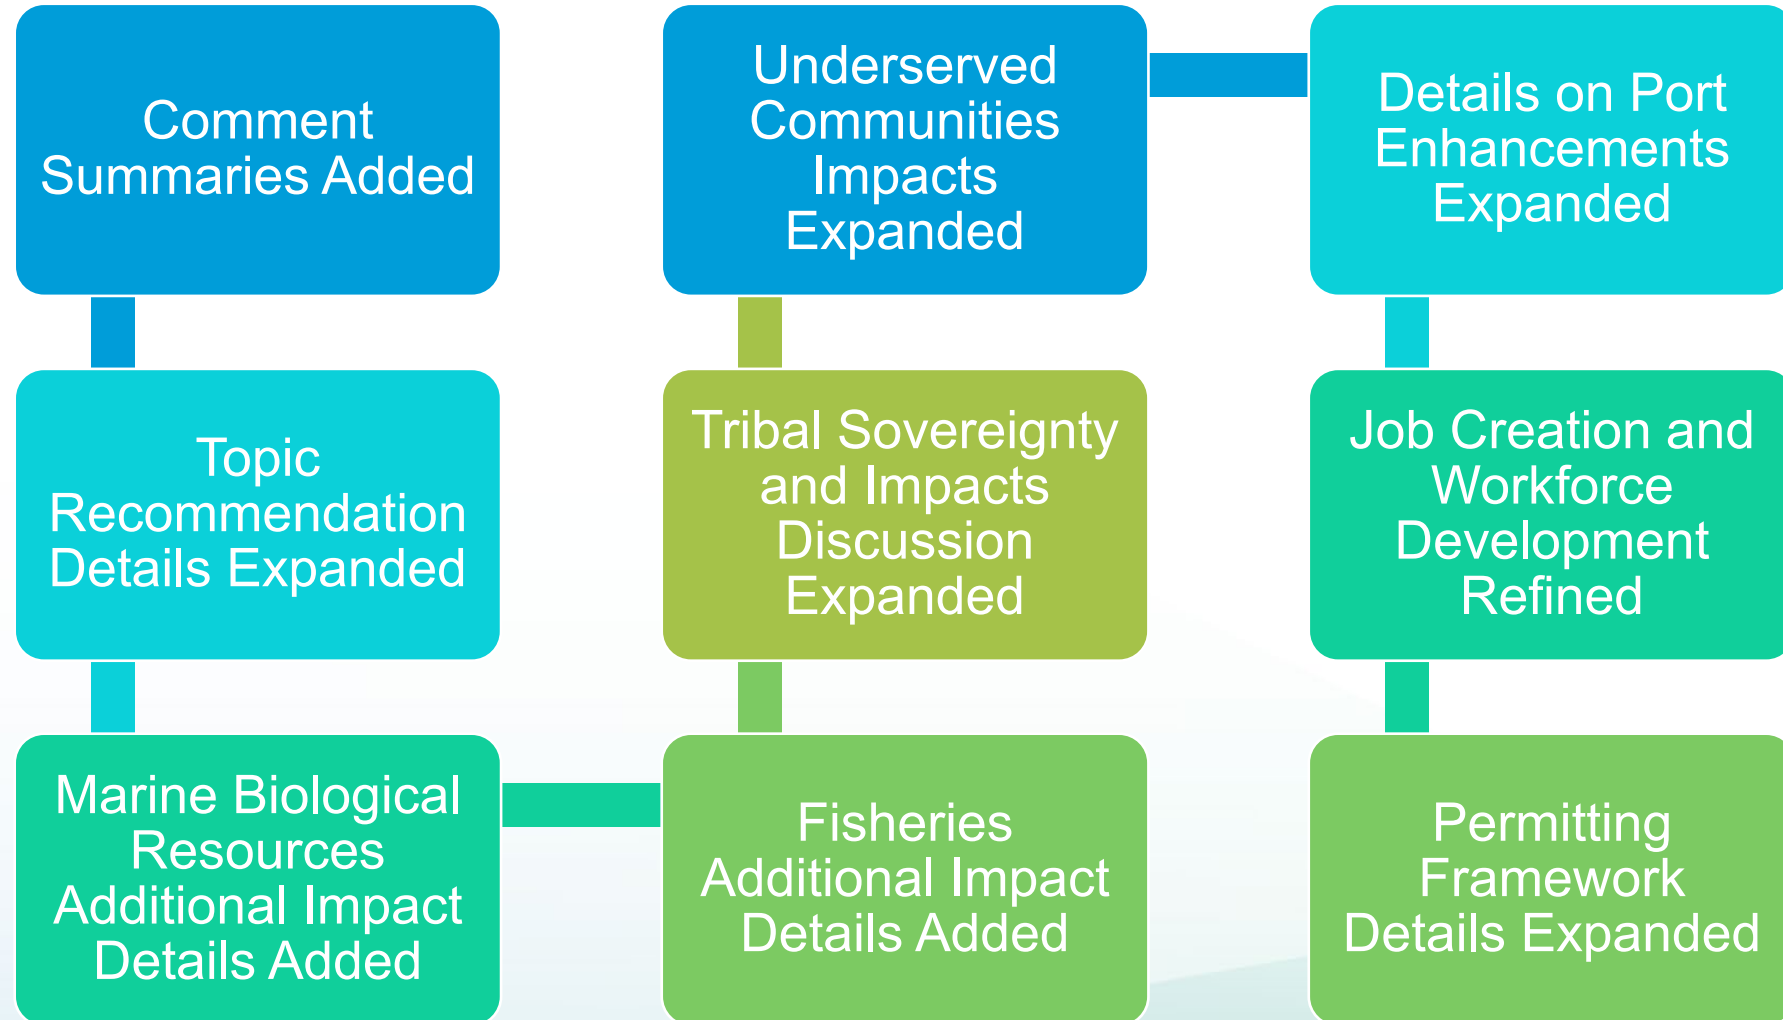 Comment
Summaries Added
Topic
Recommendation
Details Expanded
Marine Biological
Resources
Additional Impact
Details Added
Fisheries
Additional Impact
Details Added
Tribal Sovereignty
and Impacts
Discussion
Expanded
Underserved
Communities
Impacts
Expanded
Details on Port
Enhancements
Expanded
Job Creation and
Workforce
Development
Refined
Permitting
Framework
Details Expanded